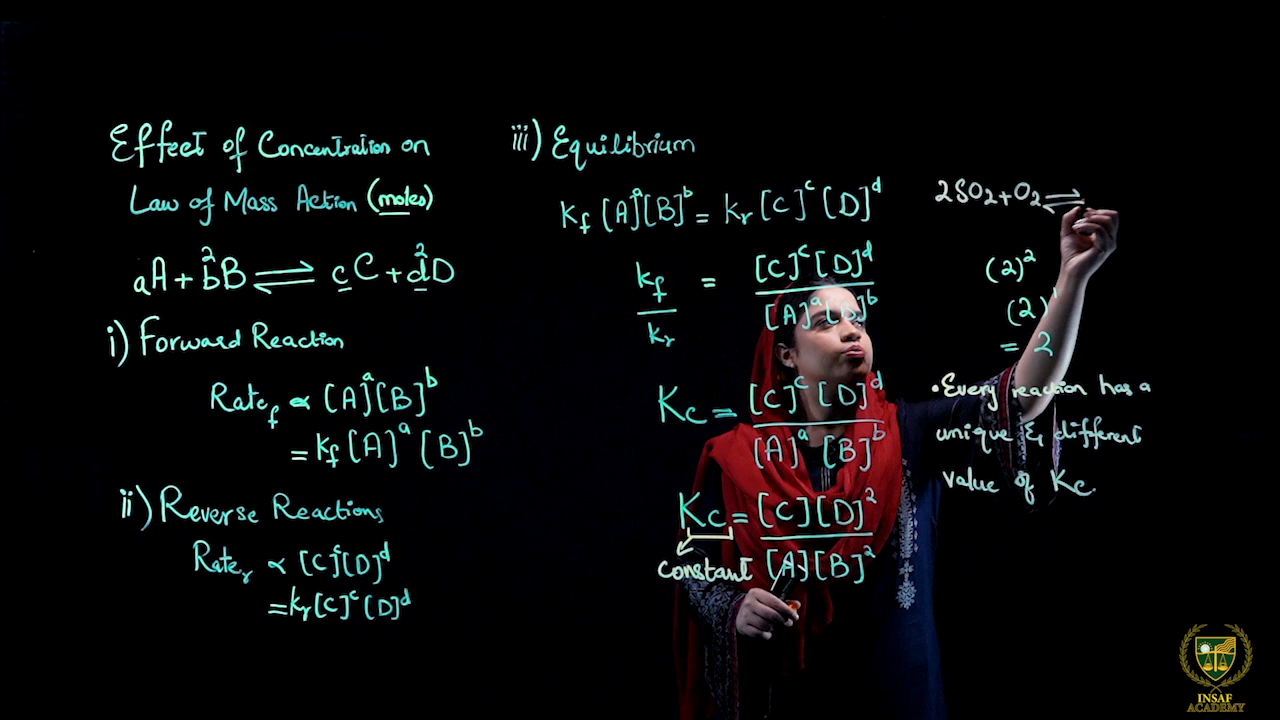 Effect of Concentration on
Law of Mass Action (moles)
aA + b²B ⇌ cC + d²D
i) Forward Reaction
Rate_f ∝ [A]^a [B]^b
= k_f [A]^a [B]^b
ii) Reverse Reactions
Rate_r ∝ [C]^c [D]^d
= k_r [C]^c [D]^d
iii) Equilibrium
k_f [A]^a [B]^b = k_r [C]^c [D]^d
k_f / k_r = [C]^c [D]^d / [A]^a [B]^b
Kc = [C]^c [D]^d / [A]^a [B]^b
Kc = [C][D]² / [A][B]²
constant
2SO₂ + O₂ ⇌
(2)²
(2)¹
= 2
• Every reaction has a
unique & different
value of Kc.
INSAF
ACADEMY